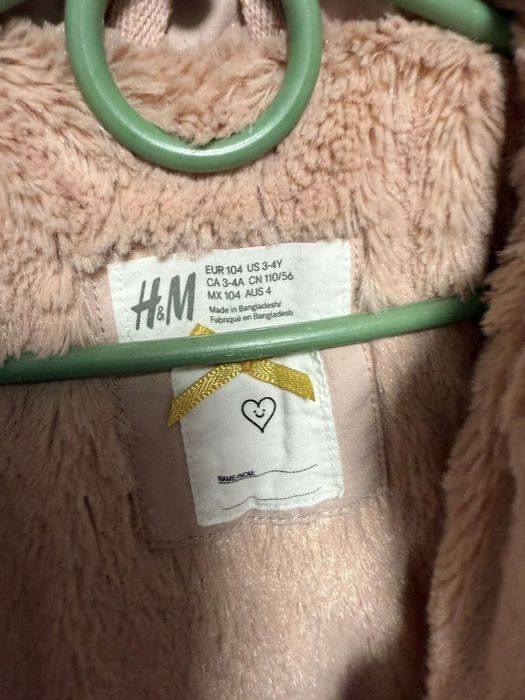 H&M
EUR 104 US 3-4Y
CA 3-4A CN 110/56
MX 104 AUS 4
Made in Bangladesh/
Fabriqué en Bangladesh
NAME/NOM: